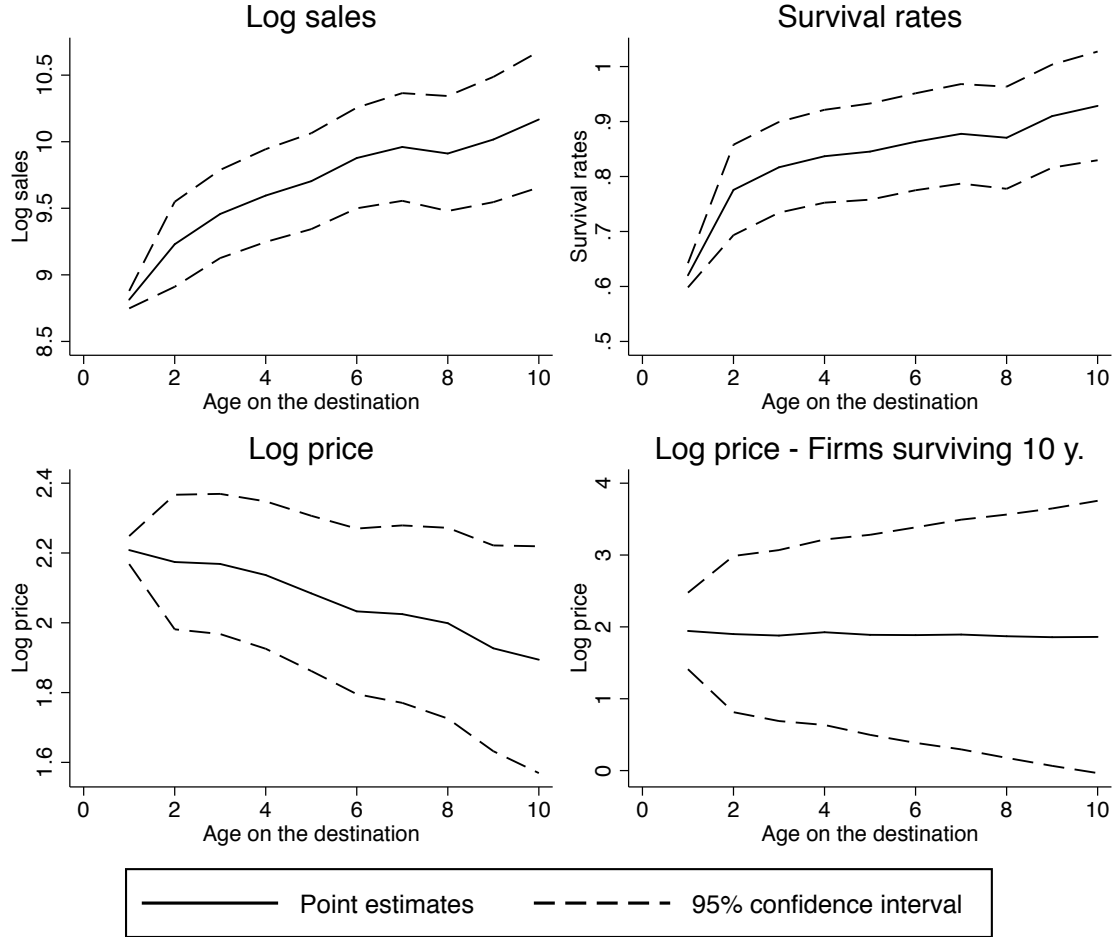 Log sales
Log sales
8.5 9 9.5 10 10.5
0 2 4 6 8 10
Age on the destination
Survival rates
Survival rates
.5 .6 .7 .8 .9 1
0 2 4 6 8 10
Age on the destination
Log price
Log price
1.6 1.8 2 2.2 2.4
0 2 4 6 8 10
Age on the destination
Log price - Firms surviving 10 y.
Log price
0 1 2 3 4
0 2 4 6 8 10
Age on the destination
Point estimates
95% confidence interval